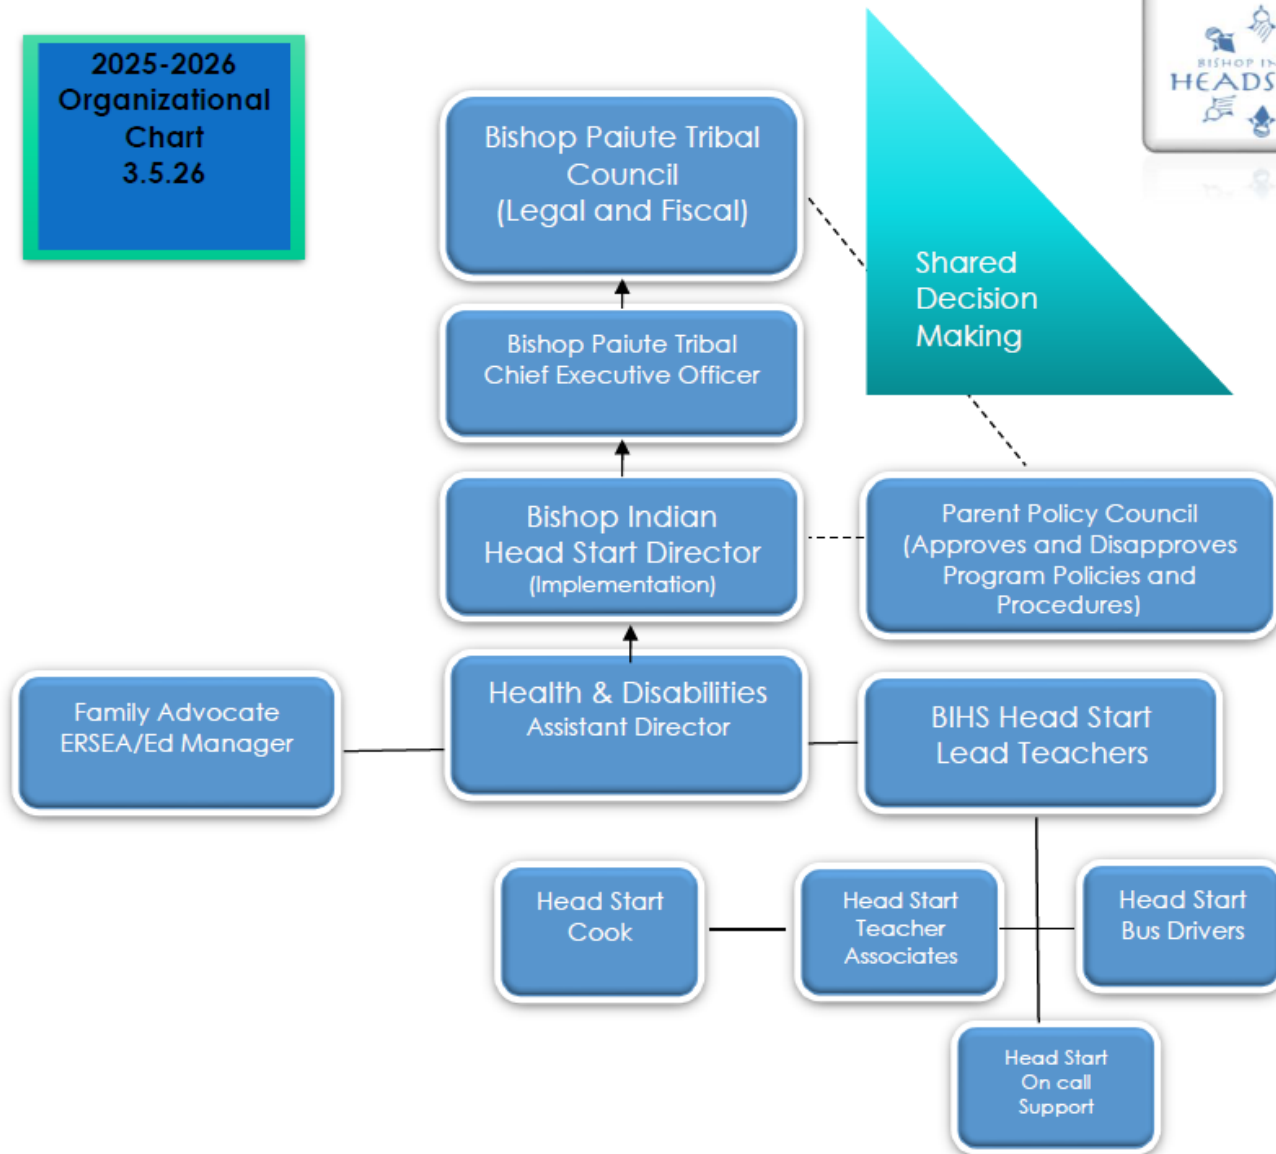 2025-2026
Organizational
Chart
3.5.26
BISHOP IN
HEADS
Bishop Paiute Tribal
Council
(Legal and Fiscal)
Shared
Decision
Making
Bishop Paiute Tribal
Chief Executive Officer
Bishop Indian
Head Start Director
(Implementation)
Parent Policy Council
(Approves and Disapproves
Program Policies and
Procedures)
Family Advocate
ERSEA/Ed Manager
Health & Disabilities
Assistant Director
BIHS Head Start
Lead Teachers
Head Start
Cook
Head Start
Teacher
Associates
Head Start
Bus Drivers
Head Start
On call
Support